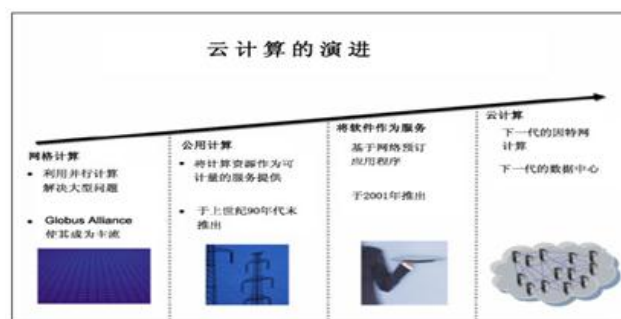 云计算的演进
网格计算
• 利用并行计算
解决大型问题
• Globus Alliance
使其成为主流
公用计算
• 将计算资源作为可
计量的服务提供
• 于上世纪90年代末
推出
将软件作为服务
基于网络预订
应用程序
于2001年推出
云计算
下一代的因特网
计算
下一代的数据中心